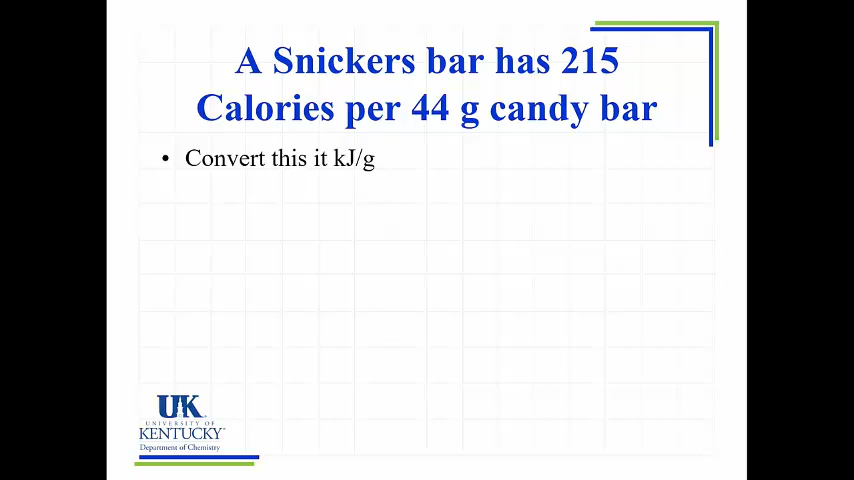 A Snickers bar has 215
Calories per 44 g candy bar
• Convert this it kJ/g
UK
UNIVERSITY OF
KENTUCKY
Department of Chemistry